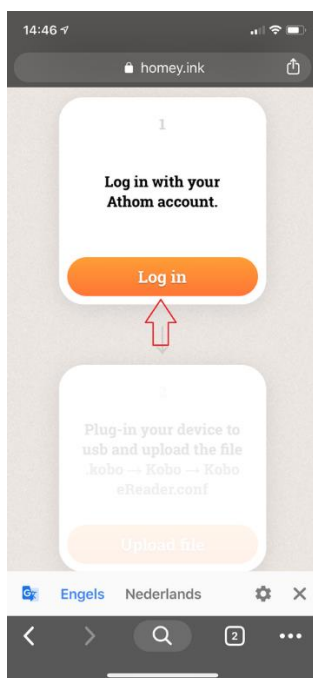 14:46
homey.ink
1
Log in with your
Athom account.
Log in
2
Plug-in your device to
usb and upload the file
.kobo → Kobo → Kobo
eReader.conf
Upload file
Engels Nederlands
2